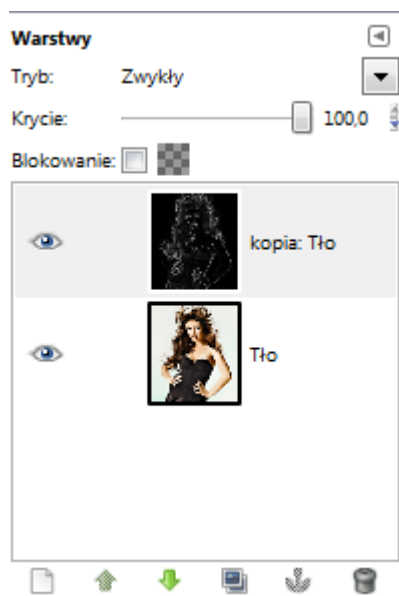 Warstwy
Tryb: Zwykły
Krycie: 100,0
Blokowanie:
kopia: Tło
Tło